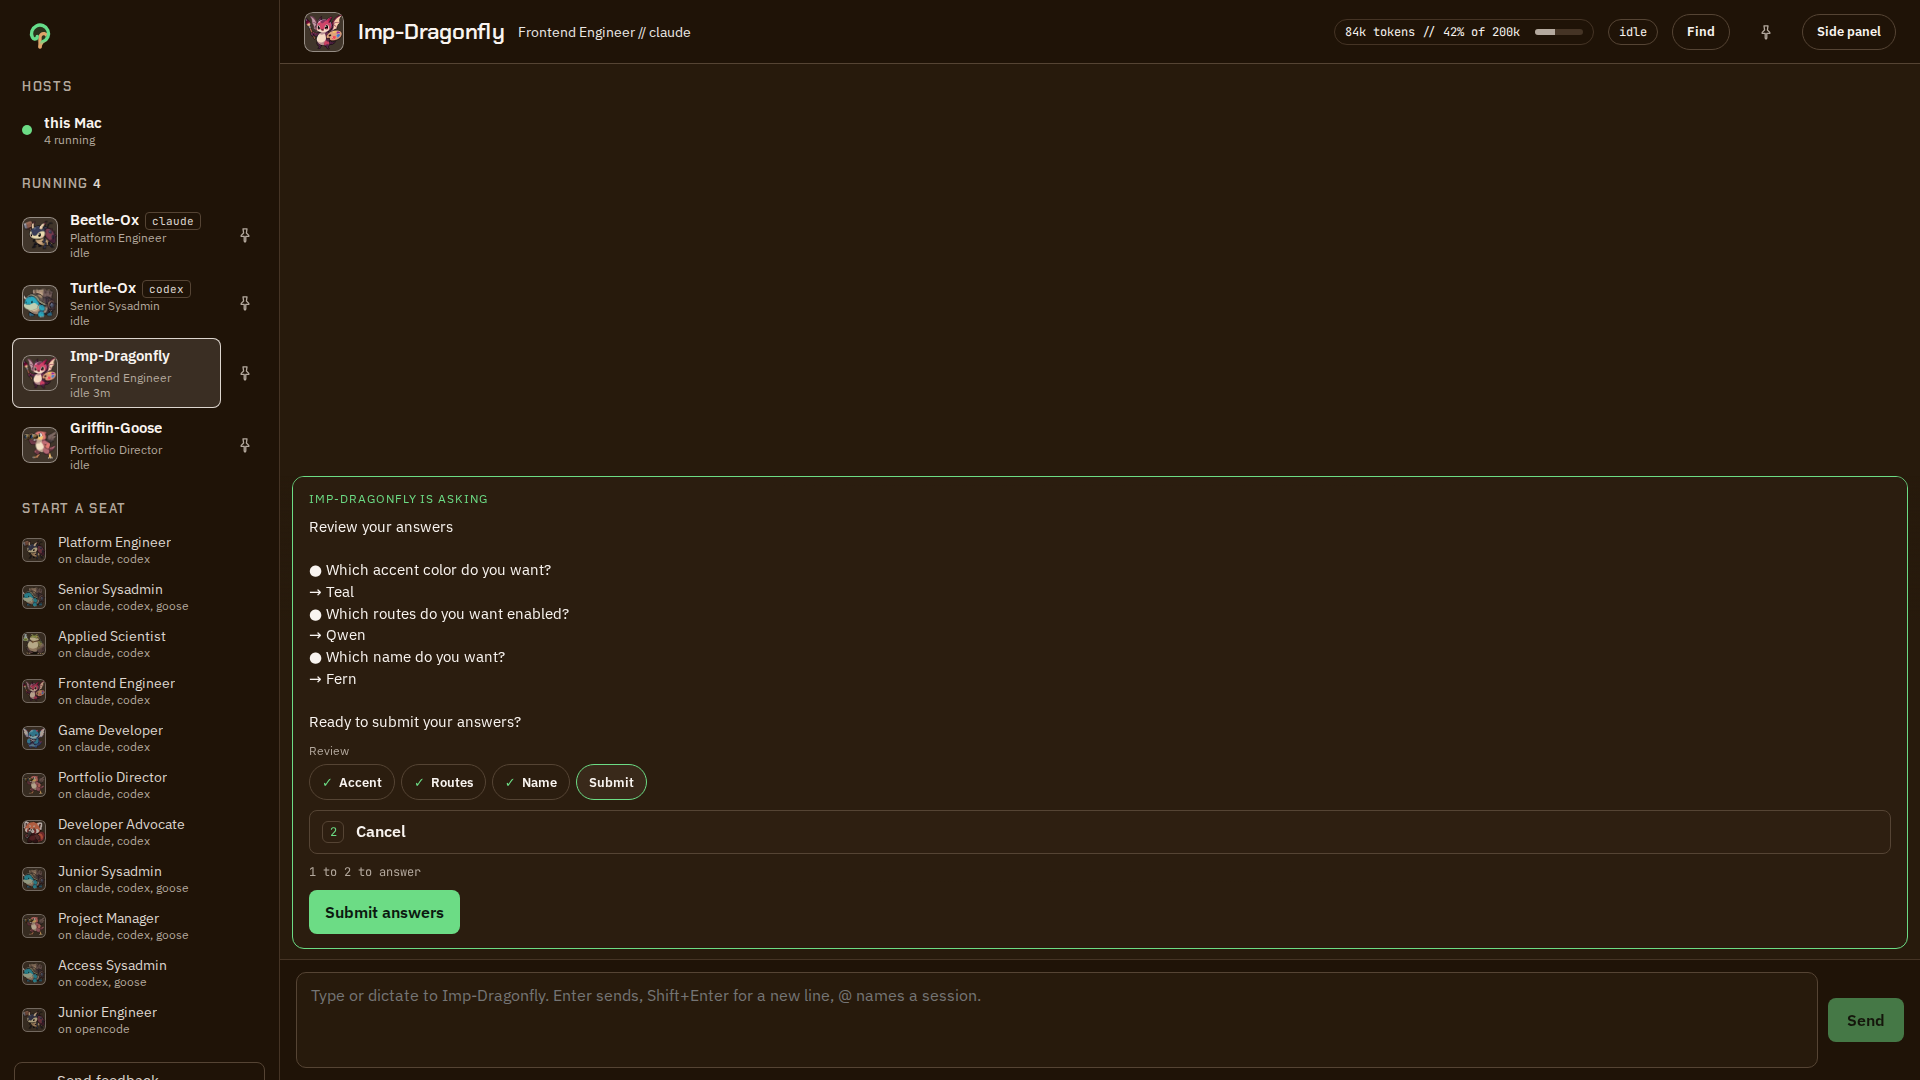 HOSTS
this Mac
4 running
RUNNING 4
Beetle-Ox claude
Platform Engineer
idle
Turtle-Ox codex
Senior Sysadmin
idle
Imp-Dragonfly
Frontend Engineer
idle 3m
Griffin-Goose
Portfolio Director
idle
START A SEAT
Platform Engineer
on claude, codex
Senior Sysadmin
on claude, codex, goose
Applied Scientist
on claude, codex
Frontend Engineer
on claude, codex
Game Developer
on claude, codex
Portfolio Director
on claude, codex
Developer Advocate
on claude, codex
Junior Sysadmin
on claude, codex, goose
Project Manager
on claude, codex, goose
Access Sysadmin
on codex, goose
Junior Engineer
on opencode
Send feedback
Imp-Dragonfly Frontend Engineer // claude
84k tokens // 42% of 200k
idle
Find
Side panel
IMP-DRAGONFLY IS ASKING
Review your answers
● Which accent color do you want?
→ Teal
● Which routes do you want enabled?
→ Qwen
● Which name do you want?
→ Fern
Ready to submit your answers?
Review
✓ Accent ✓ Routes ✓ Name Submit
2 Cancel
1 to 2 to answer
Submit answers
Type or dictate to Imp-Dragonfly. Enter sends, Shift+Enter for a new line, @ names a session.
Send